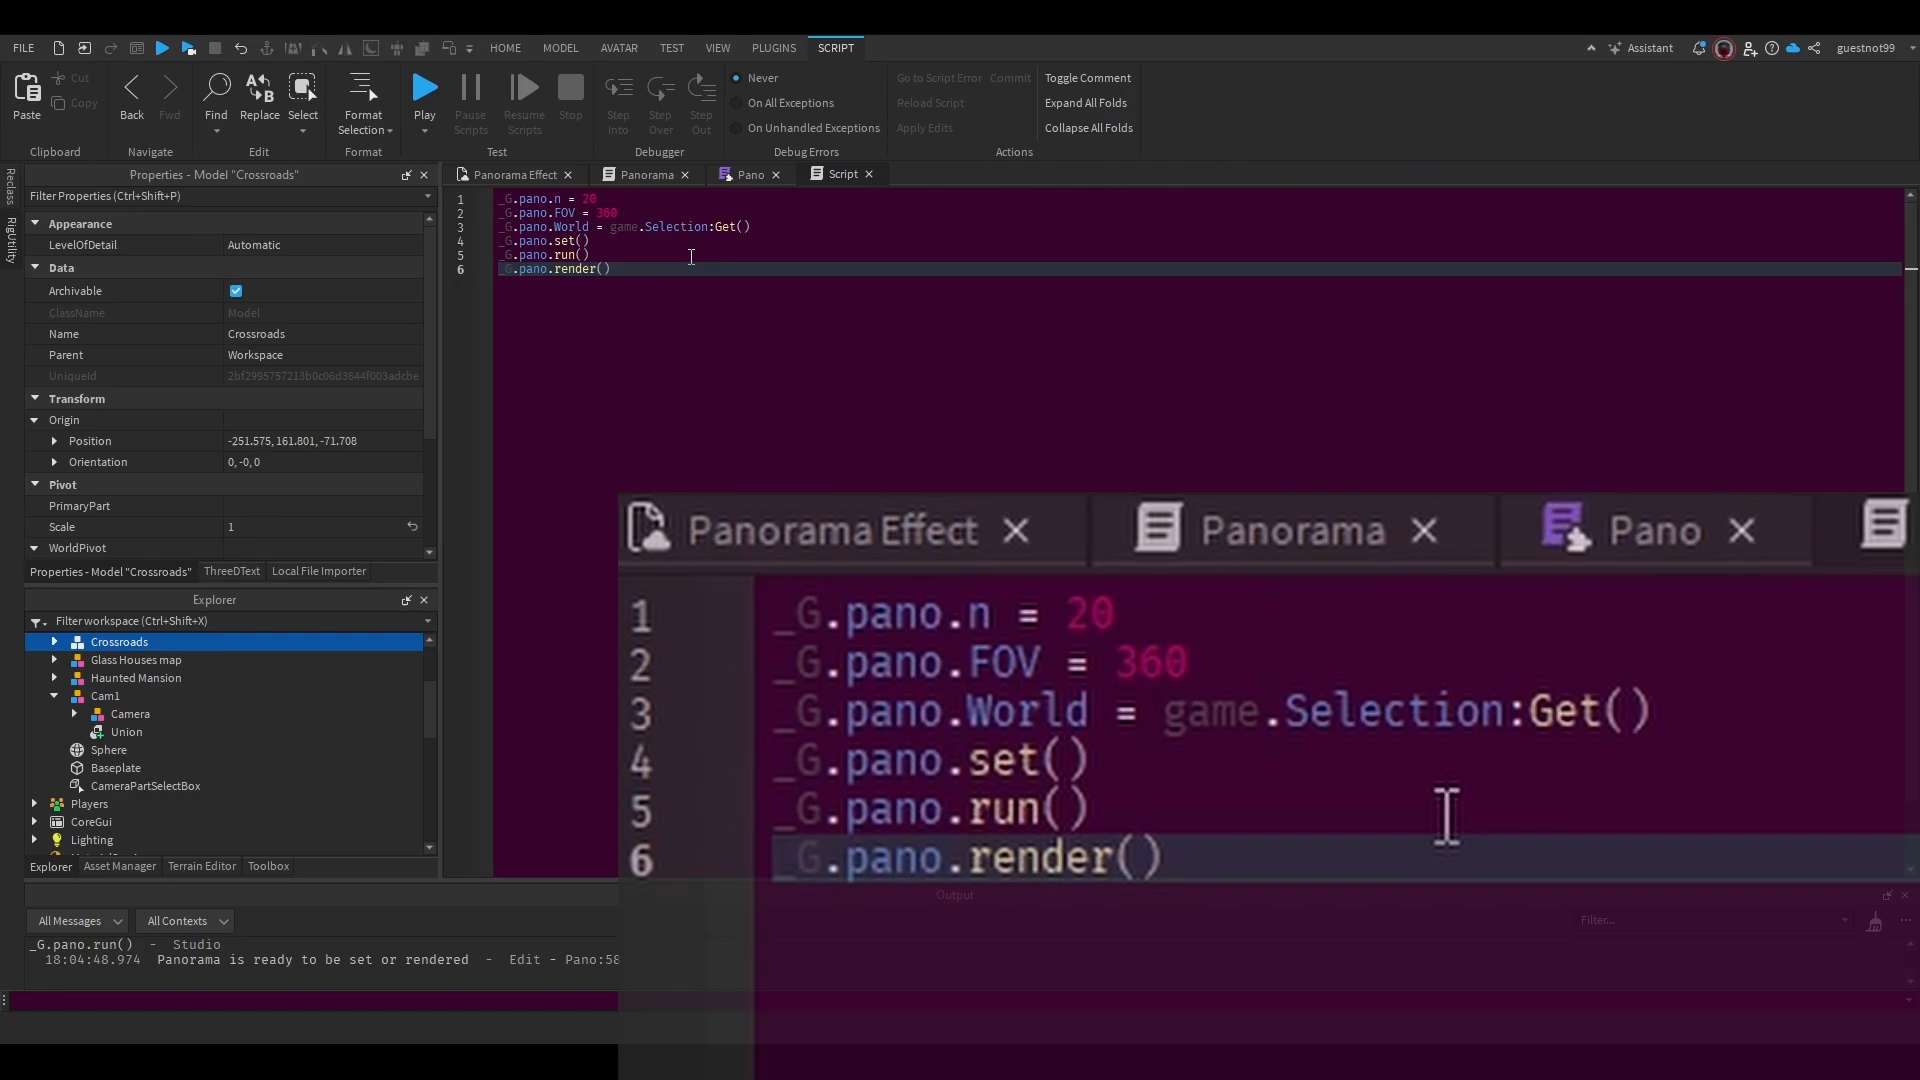 FILE
HOME
MODEL
AVATAR
TEST
VIEW
PLUGINS
SCRIPT
Assistant
guestnot99
Paste
Cut
Copy
Clipboard
Back
Fwd
Navigate
Find
Replace
Select
Edit
Format
Selection
Format
Play
Pause
Scripts
Resume
Scripts
Stop
Test
Step
Into
Step
Over
Step
Out
Debugger
Never
On All Exceptions
On Unhandled Exceptions
Debug Errors
Go to Script Error
Commit
Reload Script
Apply Edits
Toggle Comment
Expand All Folds
Collapse All Folds
Actions
Reclass
RigUtility
Properties - Model "Crossroads"
Filter Properties (Ctrl+Shift+P)
Appearance
LevelOfDetail Automatic
Data
Archivable
ClassName Model
Name Crossroads
Parent Workspace
UniqueId 2bf2995757213b0c06d3644f003adcbe
Transform
Origin
Position -251.575, 161.801, -71.708
Orientation 0, -0, 0
Pivot
PrimaryPart
Scale 1
WorldPivot
Properties - Model "Crossroads" ThreeDText Local File Importer
Explorer
Filter workspace (Ctrl+Shift+X)
Crossroads
Glass Houses map
Haunted Mansion
Cam1
Camera
Union
Sphere
Baseplate
CameraPartSelectBox
Players
CoreGui
Lighting
Explorer Asset Manager Terrain Editor Toolbox
Panorama Effect Panorama Pano Script
1 _G.pano.n = 20
2 _G.pano.FOV = 360
3 _G.pano.World = game.Selection:Get()
4 _G.pano.set()
5 _G.pano.run()
6 _G.pano.render()
Panorama Effect Panorama Pano
1 _G.pano.n = 20
2 _G.pano.FOV = 360
3 _G.pano.World = game.Selection:Get()
4 _G.pano.set()
5 _G.pano.run()
6 _G.pano.render()
Output
All Messages All Contexts
Filter...
_G.pano.run() - Studio
18:04:48.974 Panorama is ready to be set or rendered - Edit - Pano:58